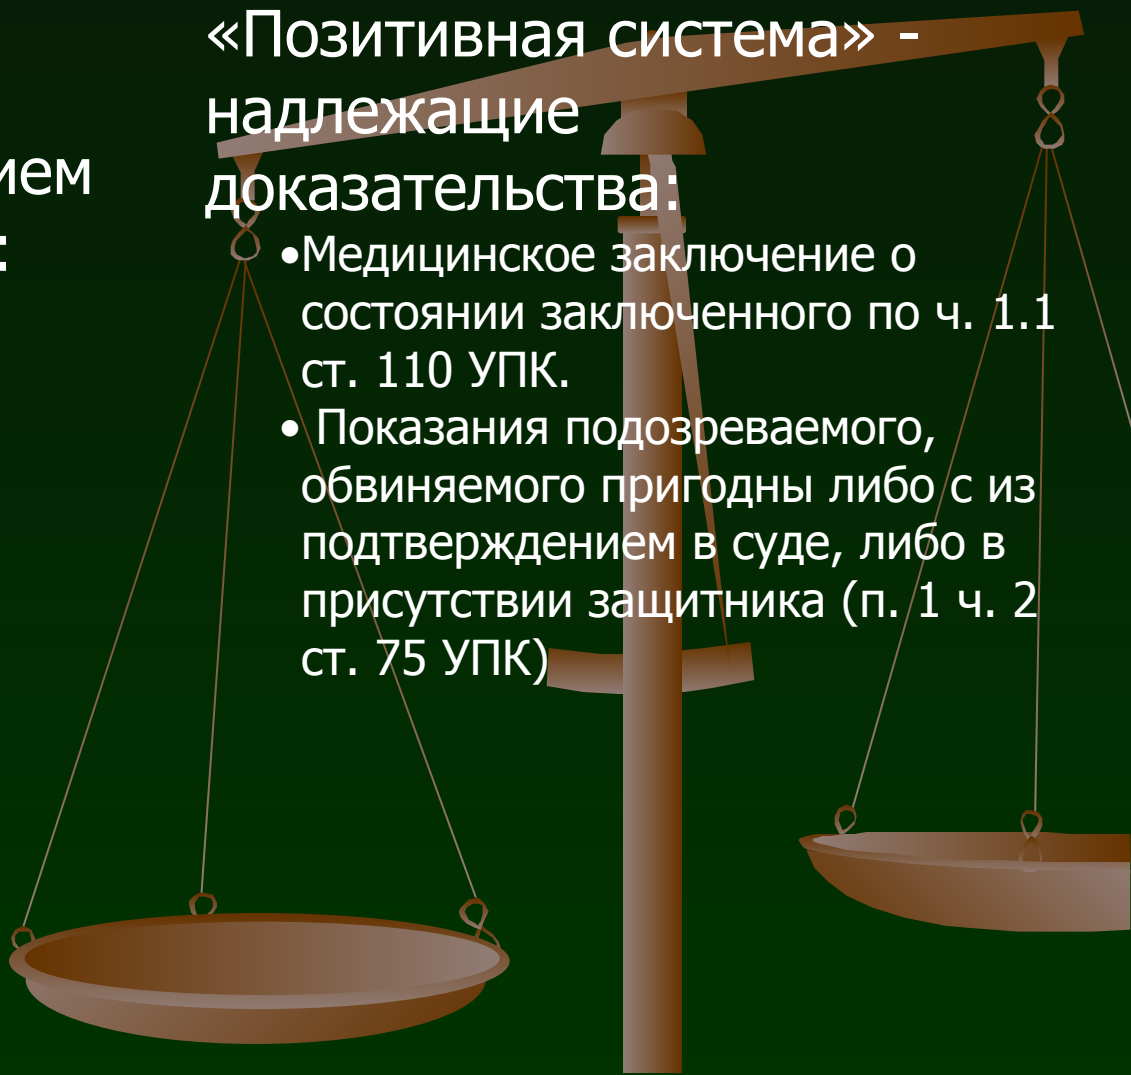 «Позитивная система» -
надлежащие
доказательства:
•Медицинское заключение о
состоянии заключенного по ч. 1.1
ст. 110 УПК.
• Показания подозреваемого,
обвиняемого пригодны либо с из
подтверждением в суде, либо в
присутствии защитника (п. 1 ч. 2
ст. 75 УПК)